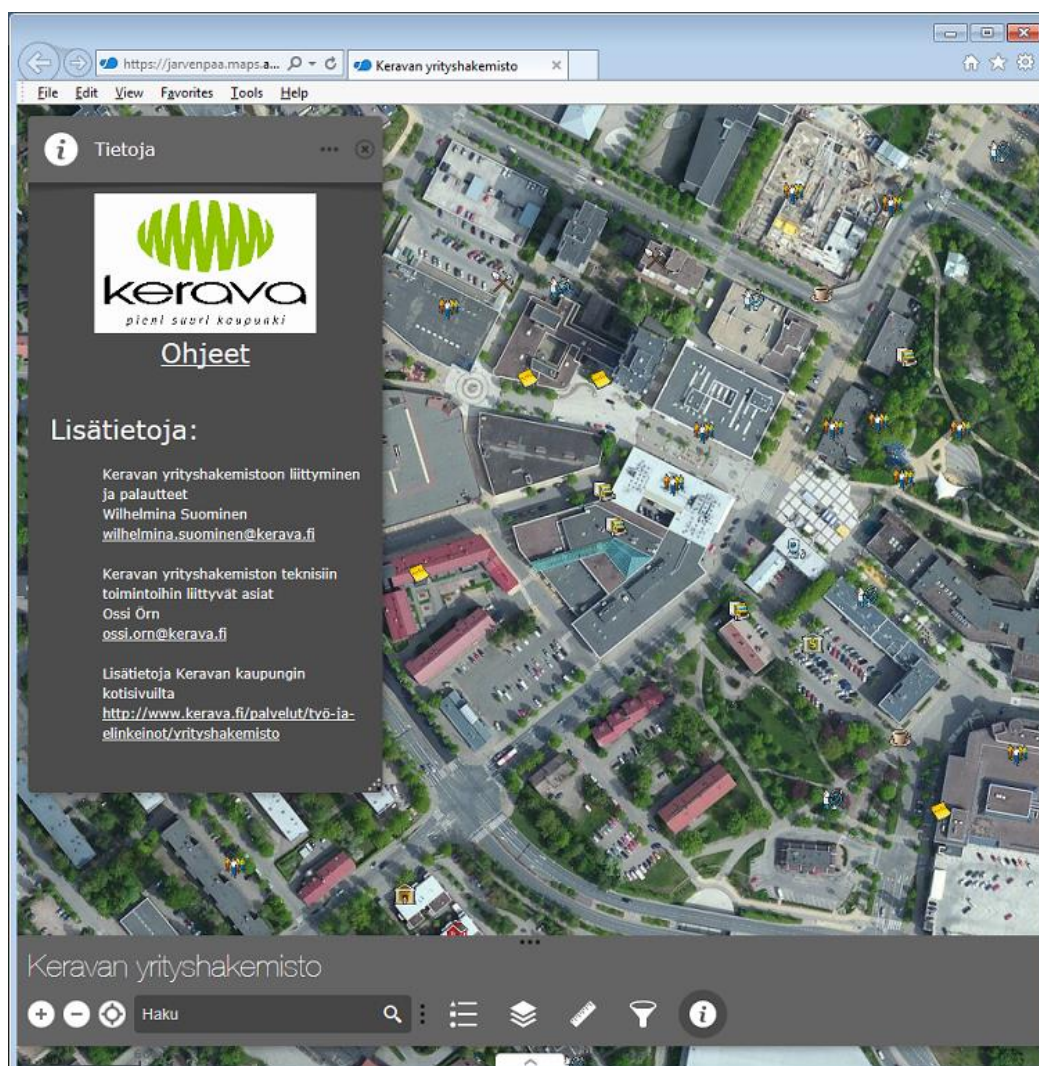 https://jarvenpaa.maps.a...
Keravan yrityshakemisto
File Edit View Favorites Tools Help
Tietoja
kerava
pieni suuri kaupunki
Ohjeet
Lisätietoja:
Keravan yrityshakemistoon liittyminen
ja palautteet
Wilhelmina Suominen
wilhelmina.suominen@kerava.fi
Keravan yrityshakemiston teknisiin
toimintoihin liittyvät asiat
Ossi Örn
ossi.orn@kerava.fi
Lisätietoja Keravan kaupungin
kotisivuilta
http://www.kerava.fi/palvelut/työ-ja-
elinkeinot/yrityshakemisto
Keravan yrityshakemisto
Haku